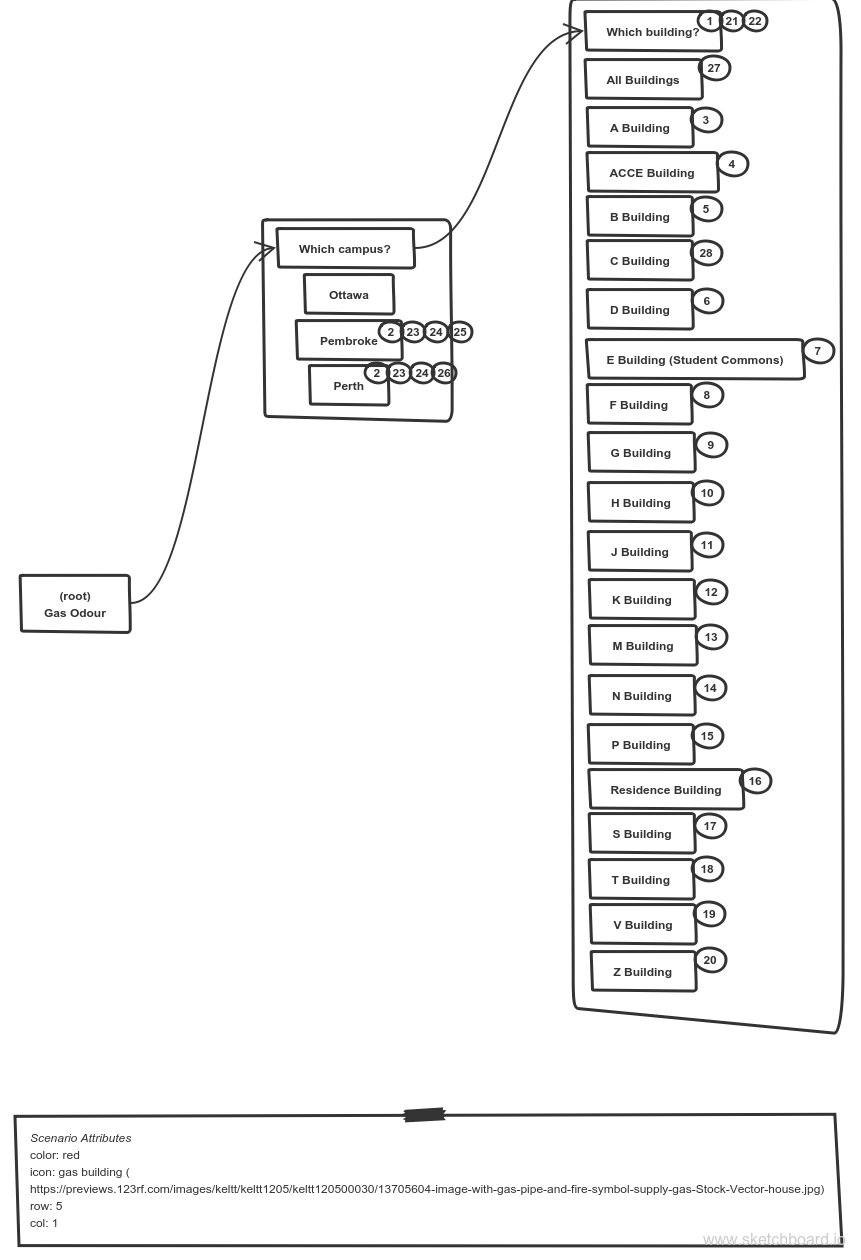 Which building?
1 21 22
All Buildings
27
A Building
3
ACCE Building
4
B Building
5
C Building
28
D Building
6
E Building (Student Commons)
7
F Building
8
G Building
9
H Building
10
J Building
11
K Building
12
M Building
13
N Building
14
P Building
15
Residence Building
16
S Building
17
T Building
18
V Building
19
Z Building
20
Which campus?
Ottawa
Pembroke
2 23 24 25
Perth
2 23 24 26
(root)
Gas Odour
Scenario Attributes
color: red
icon: gas building (
https://previews.123rf.com/images/keltt/keltt1205/keltt120500030/13705604-image-with-gas-pipe-and-fire-symbol-supply-gas-Stock-Vector-house.jpg)
row: 5
col: 1
www.sketchboard.io